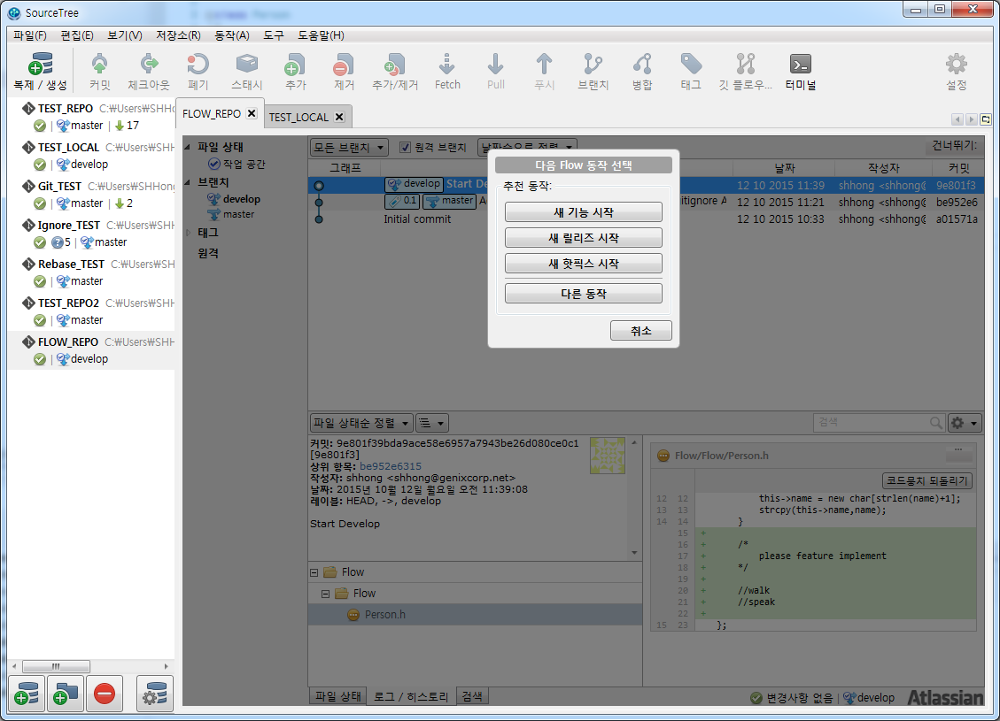 SourceTree
파일(F) 편집(E) 보기(V) 저장소(R) 동작(A) 도구 도움말(H)
복제 / 생성 커밋 체크아웃 폐기 스태시 추가 제거 추가/제거 Fetch Pull 푸시 브랜치 병합 태그 깃 플로우... 터미널 설정
TEST_REPO C:₩Users₩SHHo
master 17
TEST_LOCAL C:₩Users₩SH
develop
Git_TEST C:₩Users₩SHHong
master 2
Ignore_TEST C:₩Users₩SHH
5 master
Rebase_TEST C:₩Users₩SH
master
TEST_REPO2 C:₩Users₩SHH
master
FLOW_REPO C:₩Users₩SHH
develop
FLOW_REPO TEST_LOCAL
파일 상태
작업 공간
브랜치
develop
master
태그
원격
모든 브랜치 원격 브랜치 날짜순으로 정렬 건너뛰기:
그래프 날짜 작성자 커밋
develop Start De 12 10 2015 11:39 shhong <shhong@ 9e801f3
0.1 master A itignore A 12 10 2015 11:21 shhong <shhong@ be952e6
Initial commit 12 10 2015 10:33 shhong <shhong@ a01571a
다음 Flow 동작 선택
추천 동작:
새 기능 시작
새 릴리즈 시작
새 핫픽스 시작
다른 동작
취소
파일 상태순 정렬 검색
커밋: 9e801f39bda9ace58e6957a7943be26d080ce0c1
[9e801f3]
상위 항목: be952e6315
작성자: shhong <shhong@genixcorp.net>
날짜: 2015년 10월 12일 월요일 오전 11:39:08
레이블: HEAD, ->, develop
Start Develop
Flow
Flow
Person.h
Flow/Flow/Person.h ...
코드뭉치 되돌리기
12 12 this->name = new char[strlen(name)+1];
13 13 strcpy(this->name,name);
14 14 }
15 +
16 + /*
17 + please feature implement
18 + */
19 +
20 + //walk
21 + //speak
22 +
15 23 };
파일 상태 로그 / 히스토리 검색 변경사항 없음 develop Atlassian